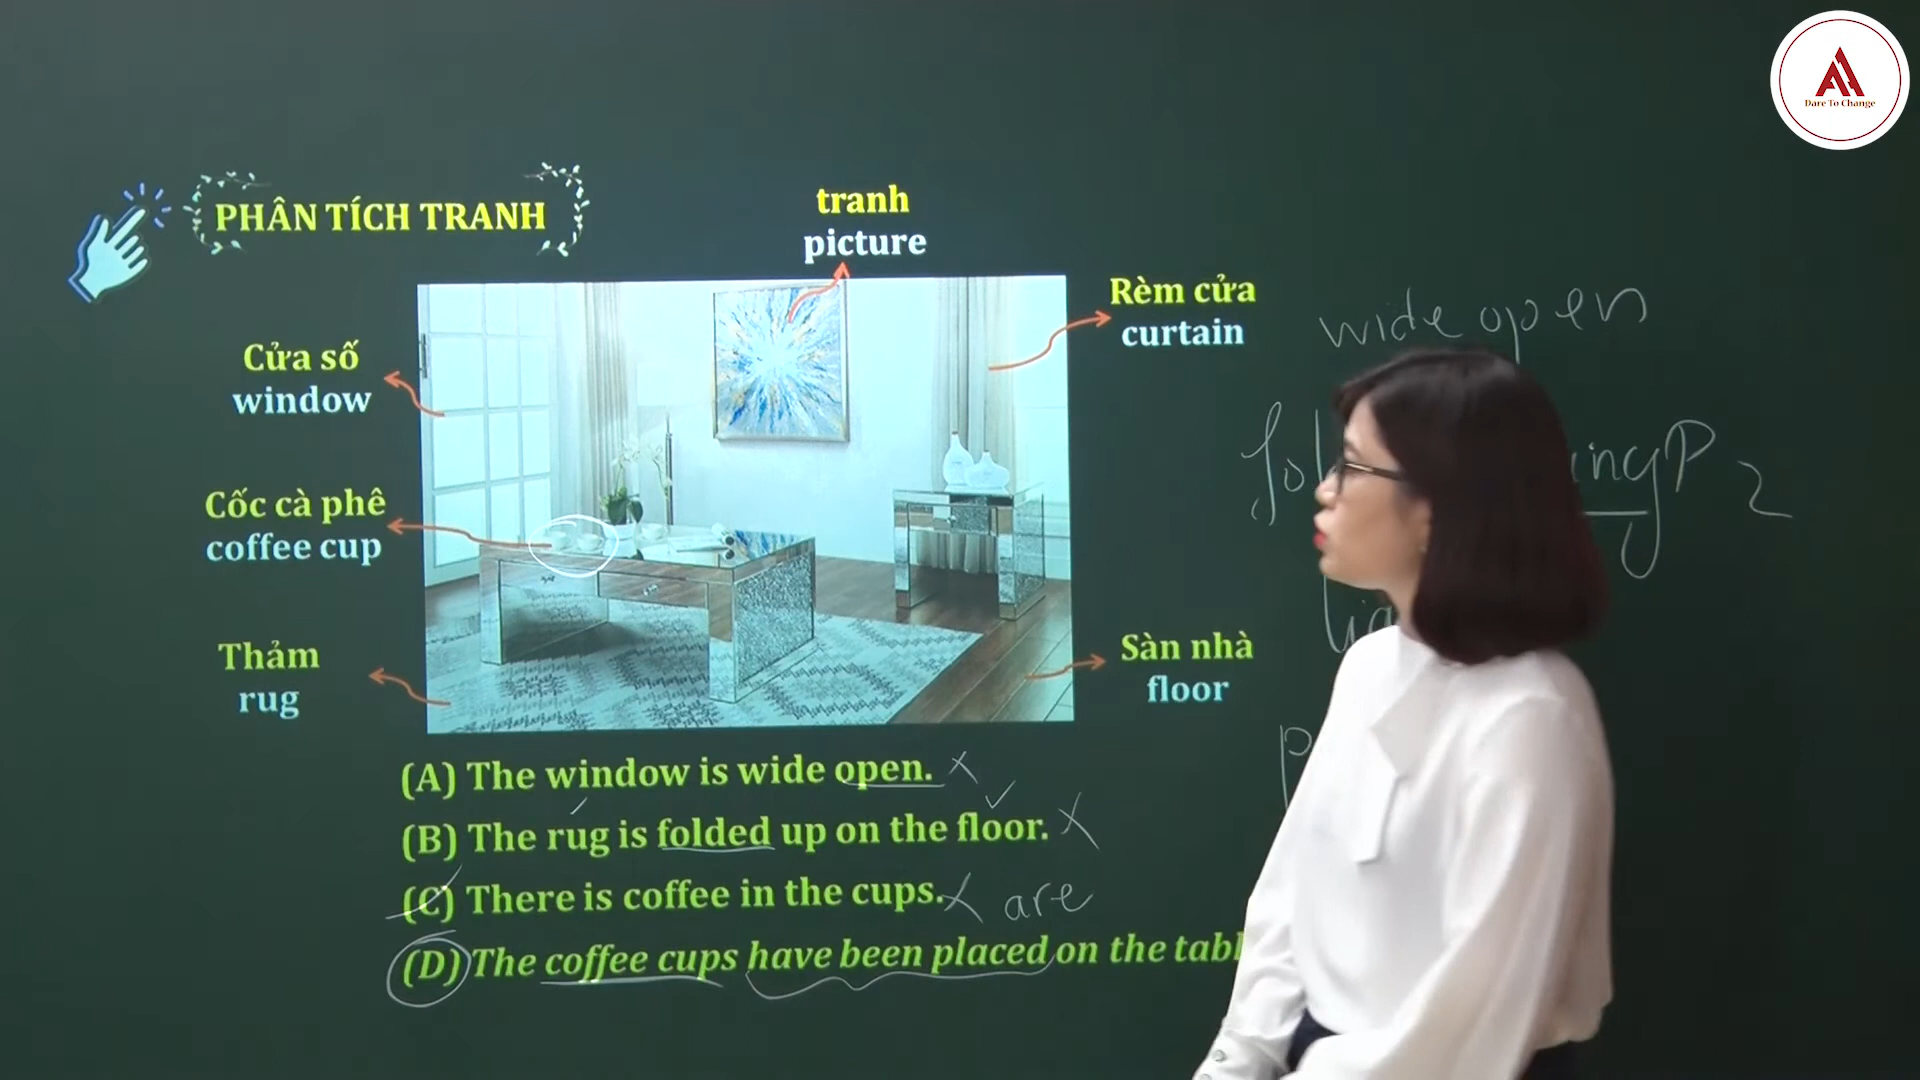 Dare To Change
PHÂN TÍCH TRANH
tranh
picture
Rèm cửa
curtain
wide open
Cửa sổ
window
ingP2
Cốc cà phê
coffee cup
Thảm
rug
Sàn nhà
floor
(A) The window is wide open.
(B) The rug is folded up on the floor.
(C) There is coffee in the cups. are
(D) The coffee cups have been placed on the tabl